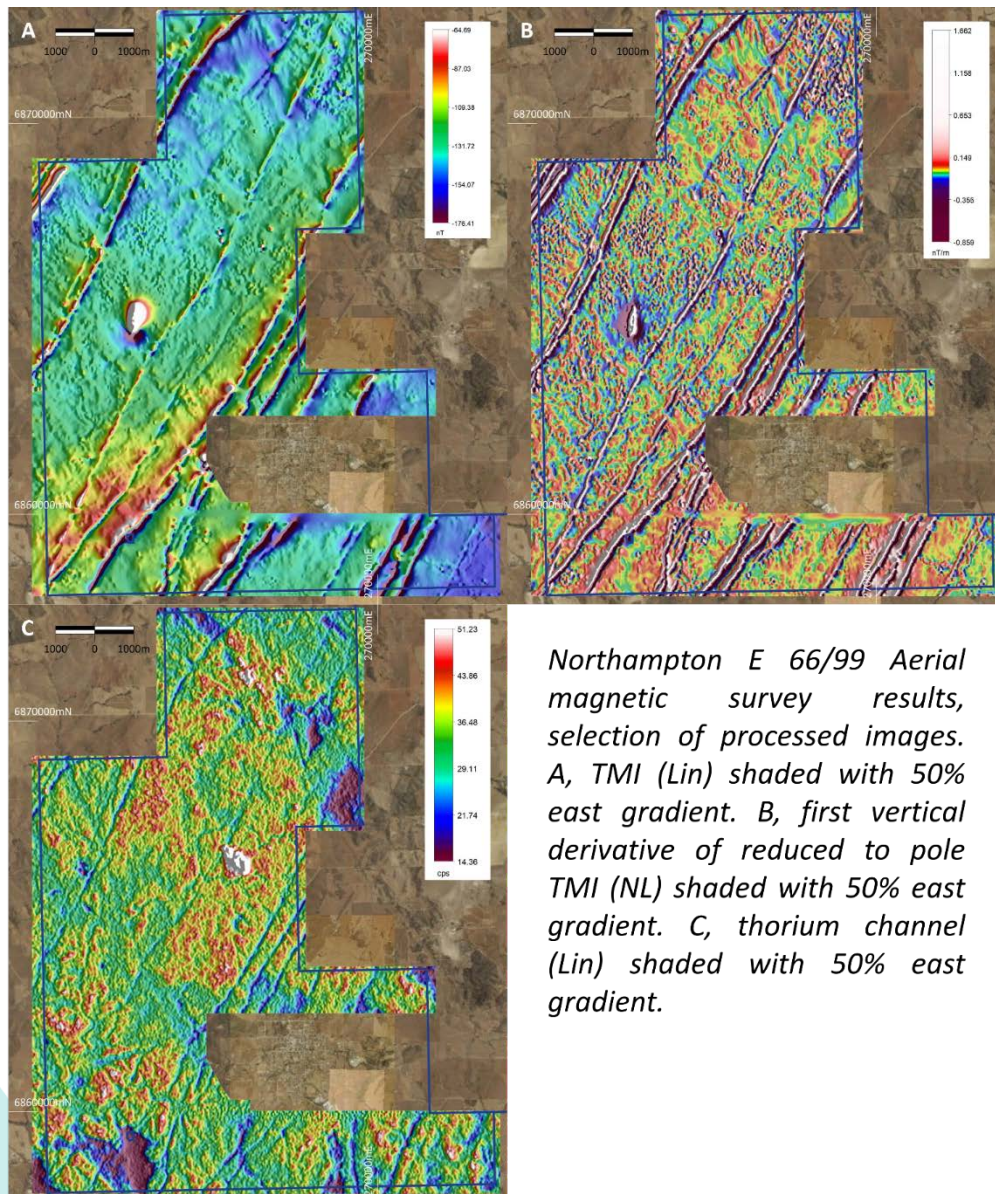 A
1000 0 1000m
270000mE
-64.69
-87.03
-109.38
-131.72
-154.07
-176.41
nT
6870000mN
6860000mN
270000mE
B
1000 0 1000m
270000mE
1.662
1.158
0.653
0.149
-0.355
-0.859
nT/m
6870000mN
6860000mN
270000mE
C
1000 0 1000m
270000mE
51.23
43.86
36.48
29.11
21.74
14.36
cps
6870000mN
6860000mN
270000mE
Northampton E 66/99 Aerial
magnetic survey results,
selection of processed images.
A, TMI (Lin) shaded with 50%
east gradient. B, first vertical
derivative of reduced to pole
TMI (NL) shaded with 50% east
gradient. C, thorium channel
(Lin) shaded with 50% east
gradient.